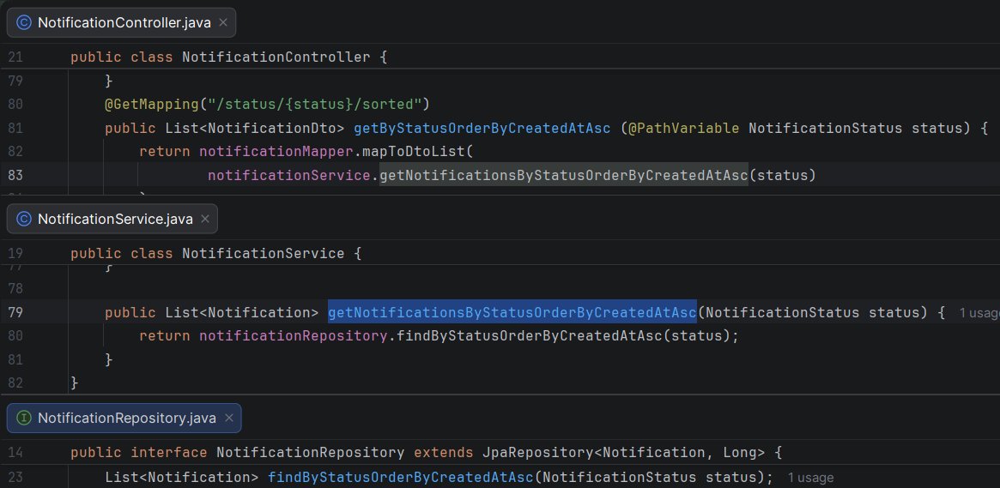 NotificationController.java
21 public class NotificationController {
79 }
80 @GetMapping("/status/{status}/sorted")
81 public List<NotificationDto> getByStatusOrderByCreatedAtAsc (@PathVariable NotificationStatus status) {
82 return notificationMapper.mapToDtoList(
83 notificationService.getNotificationsByStatusOrderByCreatedAtAsc(status)
NotificationService.java
19 public class NotificationService {
77 }
78
79 public List<Notification> getNotificationsByStatusOrderByCreatedAtAsc(NotificationStatus status) { 1 usag
80 return notificationRepository.findByStatusOrderByCreatedAtAsc(status);
81 }
82 }
NotificationRepository.java
14 public interface NotificationRepository extends JpaRepository<Notification, Long> {
23 List<Notification> findByStatusOrderByCreatedAtAsc(NotificationStatus status); 1 usage